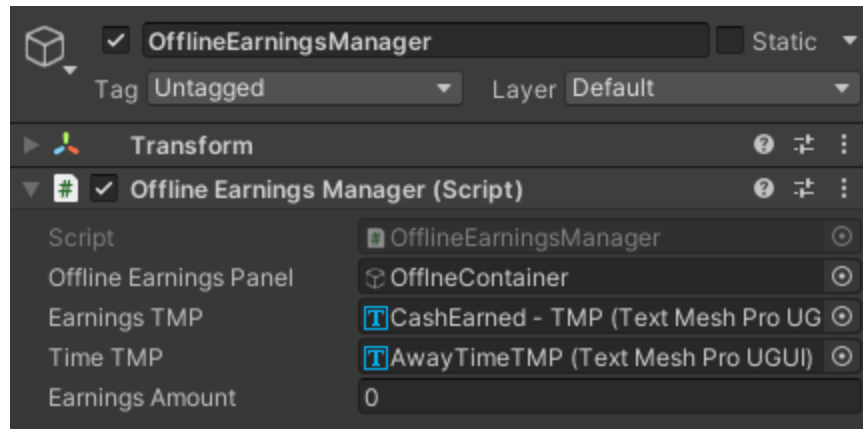 OfflineEarningsManager Static
Tag Untagged Layer Default
Transform
# Offline Earnings Manager (Script)
Script OfflineEarningsManager
Offline Earnings Panel OfflneContainer
Earnings TMP CashEarned - TMP (Text Mesh Pro UG
Time TMP AwayTimeTMP (Text Mesh Pro UGUI)
Earnings Amount 0